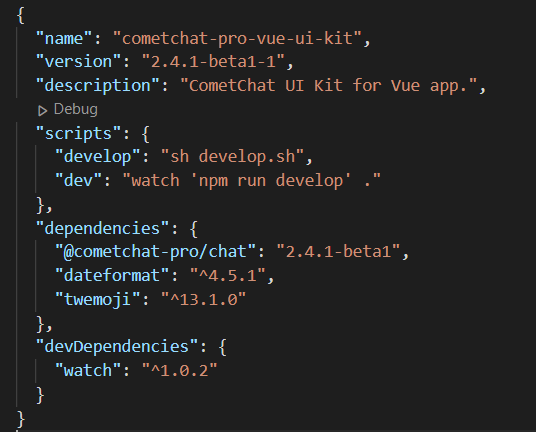 {
"name": "cometchat-pro-vue-ui-kit",
"version": "2.4.1-beta1-1",
"description": "CometChat UI Kit for Vue app.",
Debug
"scripts": {
"develop": "sh develop.sh",
"dev": "watch 'npm run develop' ."
},
"dependencies": {
"@cometchat-pro/chat": "2.4.1-beta1",
"dateformat": "^4.5.1",
"twemoji": "^13.1.0"
},
"devDependencies": {
"watch": "^1.0.2"
}
}